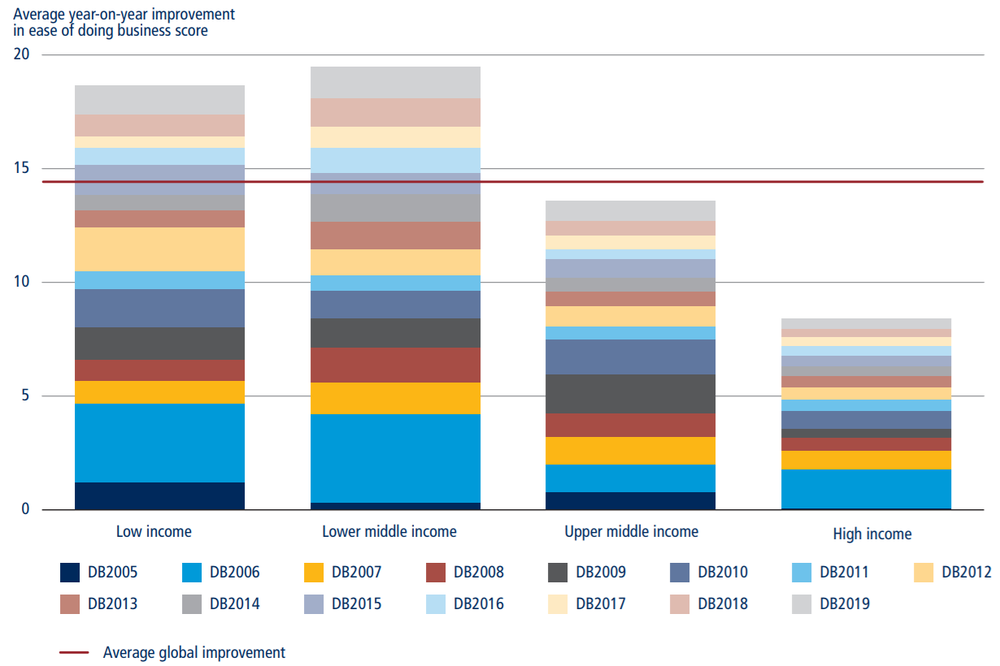 Average year-on-year improvement
in ease of doing business score
20
15
10
5
0
Low income
Lower middle income
Upper middle income
High income
DB2005
DB2006
DB2007
DB2008
DB2009
DB2010
DB2011
DB2012
DB2013
DB2014
DB2015
DB2016
DB2017
DB2018
DB2019
Average global improvement